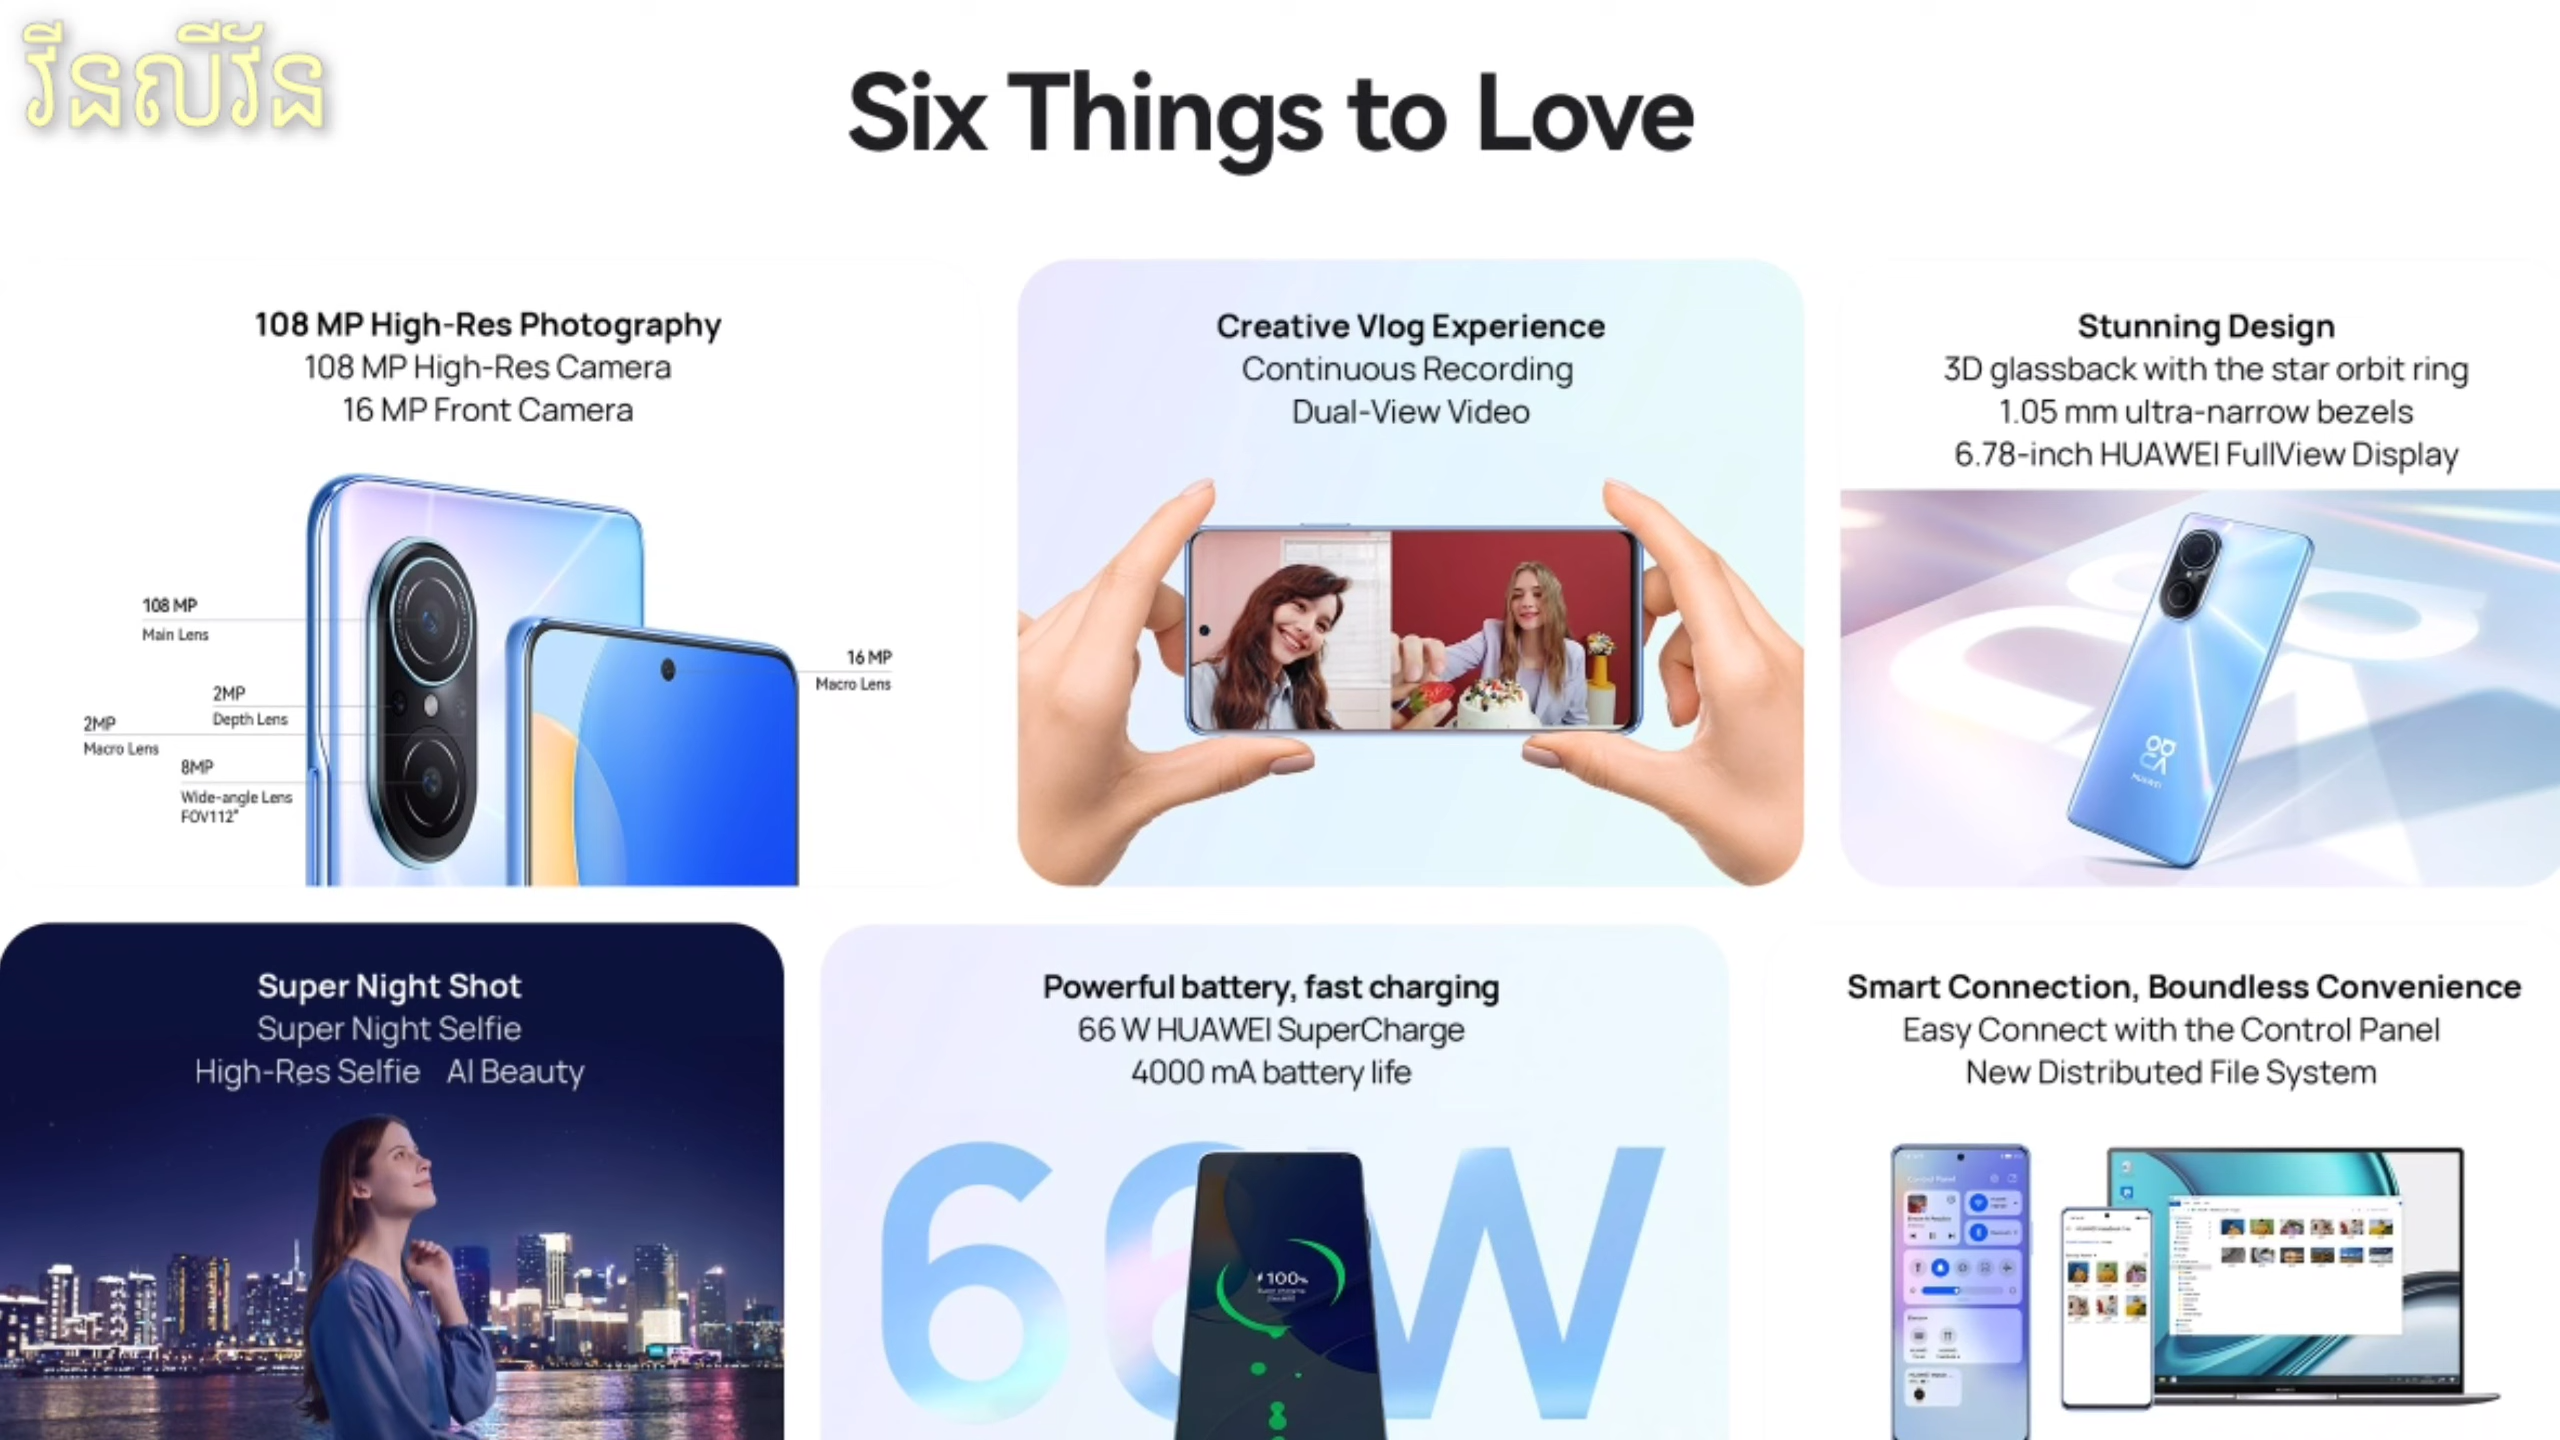 វីនឈីវ័ន
Six Things to Love
108 MP High-Res Photography
108 MP High-Res Camera
16 MP Front Camera
108 MP
Main Lens
2MP
Depth Lens
2MP
Macro Lens
8MP
Wide-angle Lens
FOV112°
16 MP
Macro Lens
Creative Vlog Experience
Continuous Recording
Dual-View Video
Stunning Design
3D glassback with the star orbit ring
1.05 mm ultra-narrow bezels
6.78-inch HUAWEI FullView Display
HUAWEI
Super Night Shot
Super Night Selfie
High-Res Selfie AI Beauty
Powerful battery, fast charging
66 W HUAWEI SuperCharge
4000 mA battery life
66W
100%
Smart Connection, Boundless Convenience
Easy Connect with the Control Panel
New Distributed File System
Control Panel